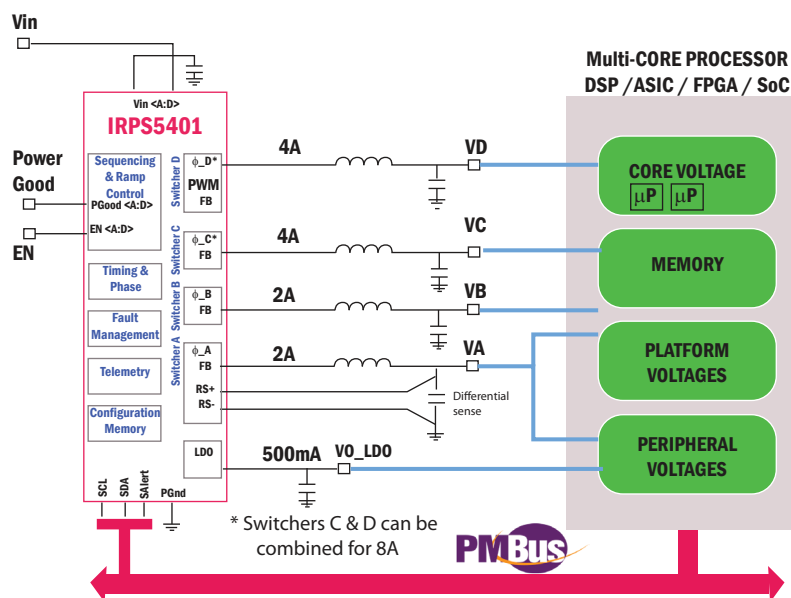 Vin
Multi-CORE PROCESSOR
DSP /ASIC / FPGA / SoC
Vin <A:D>
IRPS5401
Power
Good
EN
Sequencing
& Ramp
Control
PGood <A:D>
EN <A:D>
Timing &
Phase
Fault
Management
Telemetry
Configuration
Memory
Switcher D
ϕ_D*
PWM
FB
Switcher C
ϕ_C*
FB
Switcher B
ϕ_B
FB
Switcher A
ϕ_A
FB
RS+
RS-
LDO
4A
VD
4A
VC
2A
VB
2A
VA
Differential
sense
500mA
VO_LDO
CORE VOLTAGE
μP
μP
MEMORY
PLATFORM
VOLTAGES
PERIPHERAL
VOLTAGES
SCL
SDA
SAlert
PGnd
* Switchers C & D can be
combined for 8A
PMBus